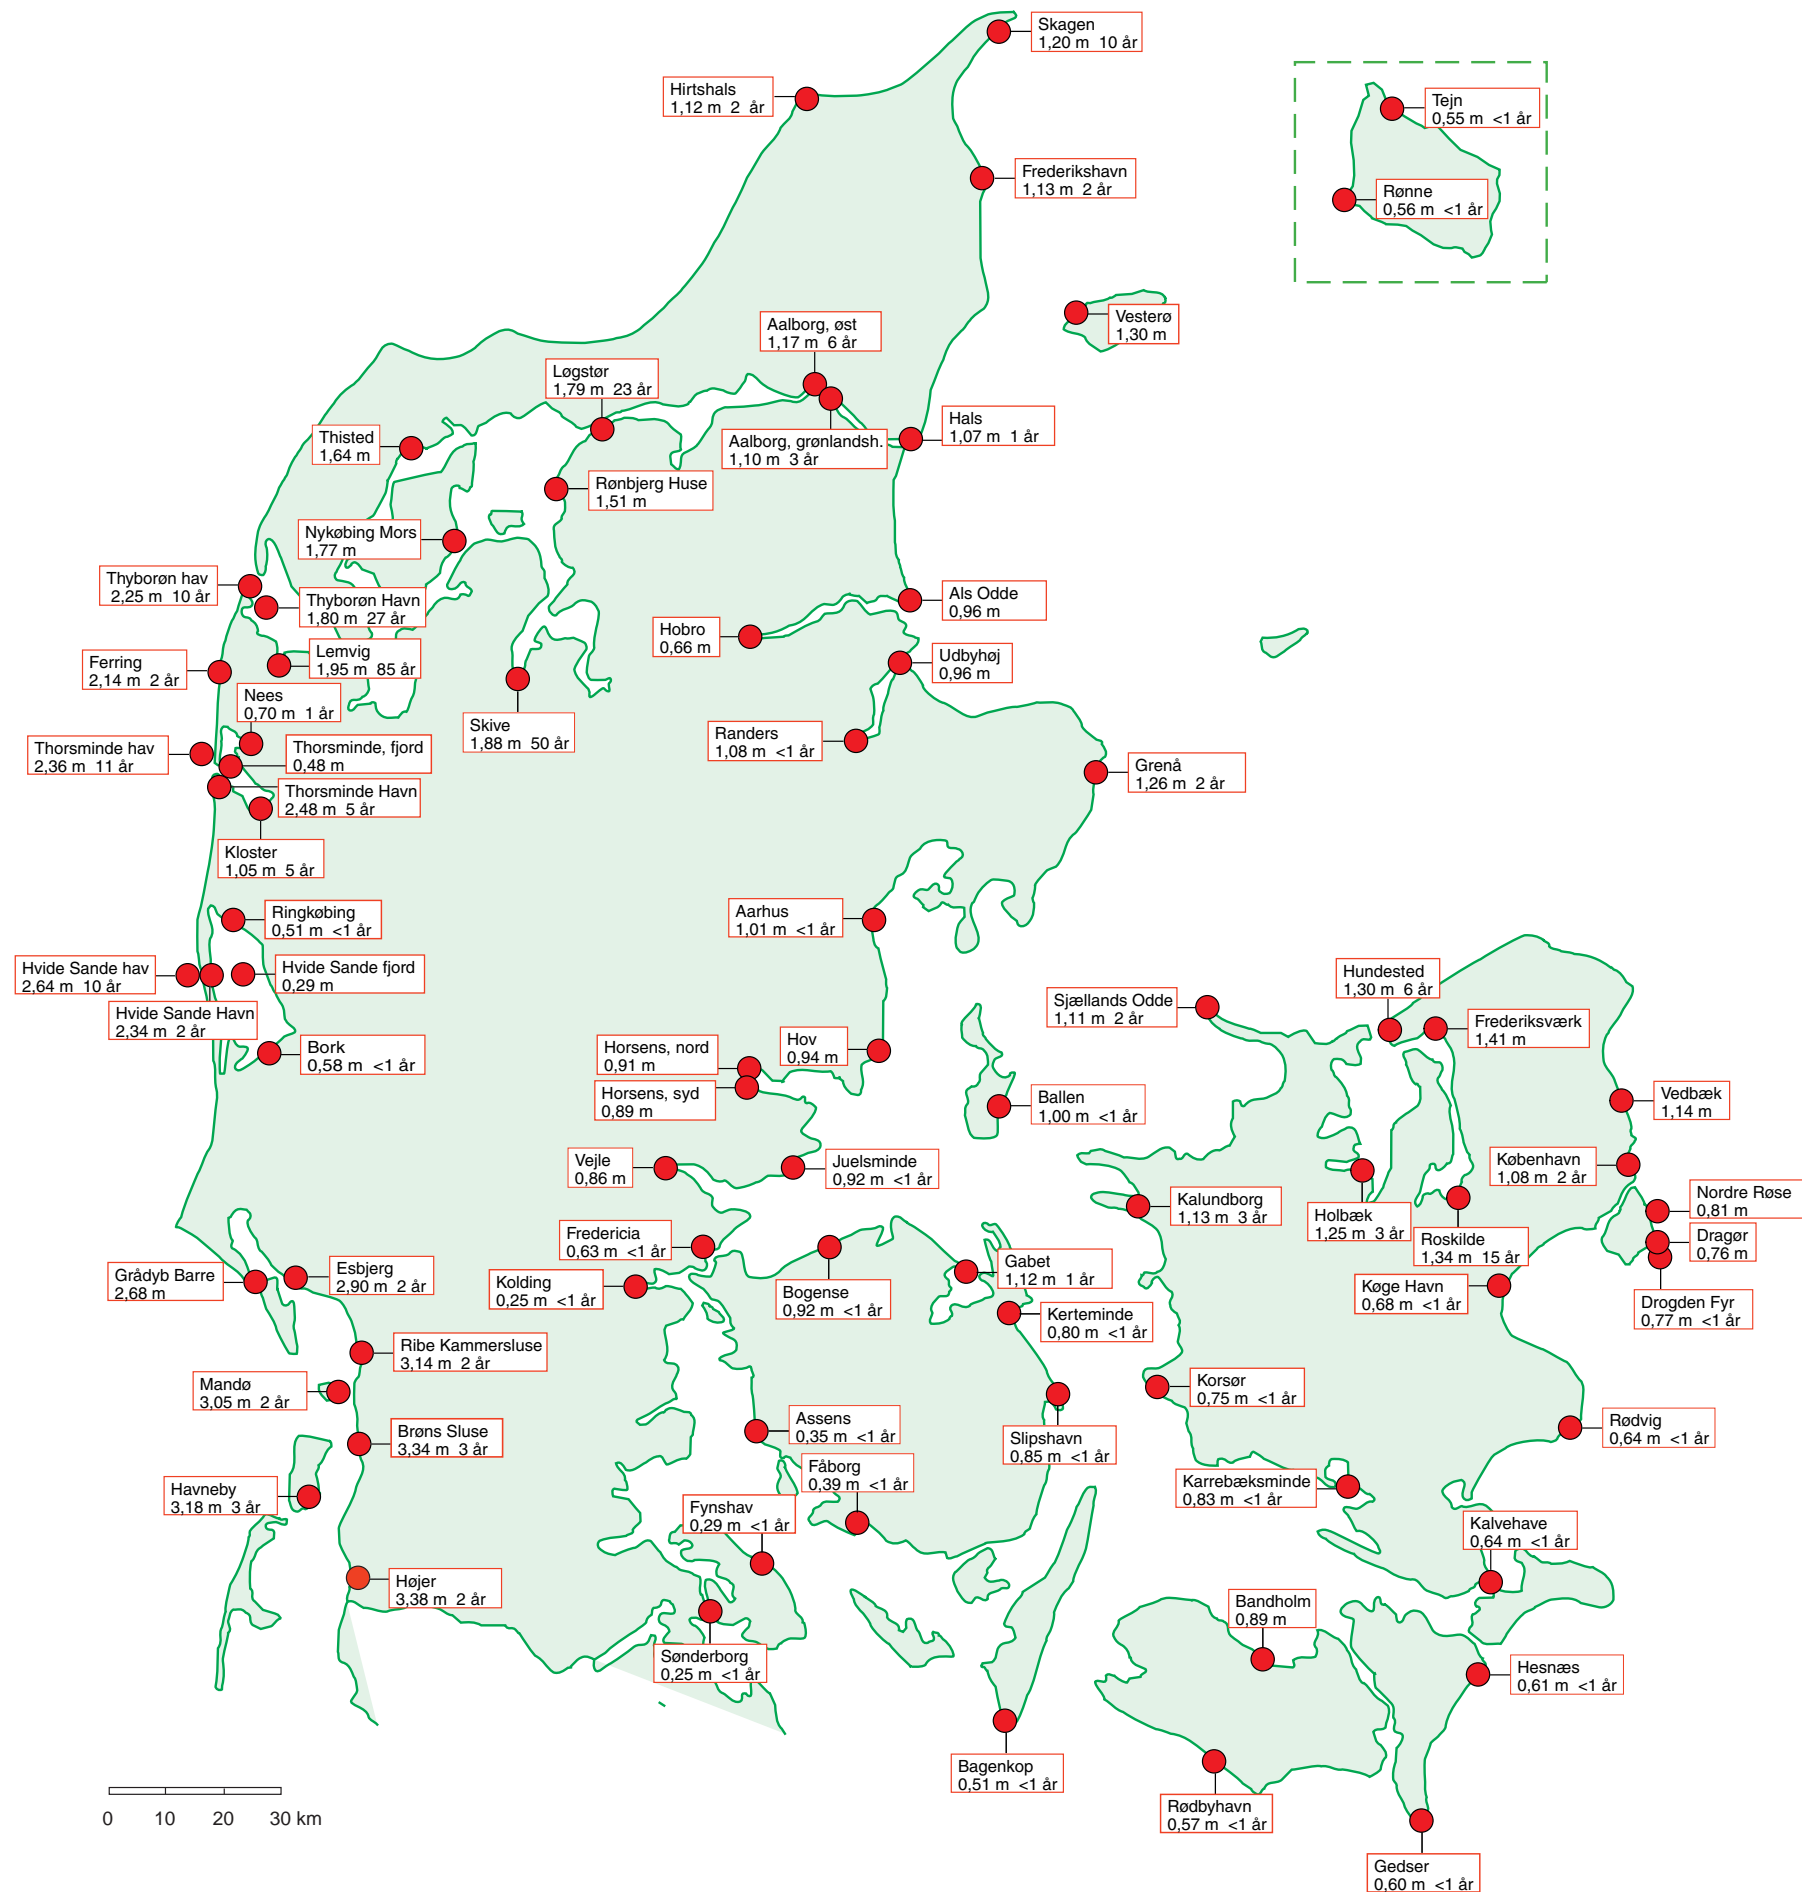 Skagen
1,20 m 10 år
Hirtshals
1,12 m 2 år
Tejn
0,55 m <1 år
Frederikshavn
1,13 m 2 år
Rønne
0,56 m <1 år
Vesterø
1,30 m
Aalborg, øst
1,17 m 6 år
Løgstør
1,79 m 23 år
Hals
1,07 m 1 år
Thisted
1,64 m
Aalborg, grønlandsh.
1,10 m 3 år
Rønbjerg Huse
1,51 m
Nykøbing Mors
1,77 m
Thyborøn hav
2,25 m 10 år
Thyborøn Havn
1,80 m 27 år
Als Odde
0,96 m
Hobro
0,66 m
Lemvig
1,95 m 85 år
Ferring
2,14 m 2 år
Udbyhøj
0,96 m
Nees
0,70 m 1 år
Skive
1,88 m 50 år
Randers
1,08 m <1 år
Thorsminde hav
2,36 m 11 år
Thorsminde, fjord
0,48 m
Grenå
1,26 m 2 år
Thorsminde Havn
2,48 m 5 år
Kloster
1,05 m 5 år
Ringkøbing
0,51 m <1 år
Aarhus
1,01 m <1 år
Hvide Sande hav
2,64 m 10 år
Hvide Sande fjord
0,29 m
Hundested
1,30 m 6 år
Sjællands Odde
1,11 m 2 år
Hvide Sande Havn
2,34 m 2 år
Frederiksværk
1,41 m
Bork
0,58 m <1 år
Horsens, nord
0,91 m
Hov
0,94 m
Horsens, syd
0,89 m
Ballen
1,00 m <1 år
Vedbæk
1,14 m
Vejle
0,86 m
Juelsminde
0,92 m <1 år
København
1,08 m 2 år
Kalundborg
1,13 m 3 år
Nordre Røse
0,81 m
Holbæk
1,25 m 3 år
Fredericia
0,63 m <1 år
Roskilde
1,34 m 15 år
Dragør
0,76 m
Grådyb Barre
2,68 m
Esbjerg
2,90 m 2 år
Kolding
0,25 m <1 år
Bogense
0,92 m <1 år
Gabet
1,12 m 1 år
Køge Havn
0,68 m <1 år
Drogden Fyr
0,77 m <1 år
Kerteminde
0,80 m <1 år
Ribe Kammersluse
3,14 m 2 år
Mandø
3,05 m 2 år
Korsør
0,75 m <1 år
Brøns Sluse
3,34 m 3 år
Assens
0,35 m <1 år
Slipshavn
0,85 m <1 år
Rødvig
0,64 m <1 år
Havneby
3,18 m 3 år
Fåborg
0,39 m <1 år
Karrebæksminde
0,83 m <1 år
Fynshav
0,29 m <1 år
Kalvehave
0,64 m <1 år
Højer
3,38 m 2 år
Bandholm
0,89 m
Sønderborg
0,25 m <1 år
Hesnæs
0,61 m <1 år
Bagenkop
0,51 m <1 år
Rødbyhavn
0,57 m <1 år
0 10 20 30 km
Gedser
0,60 m <1 år